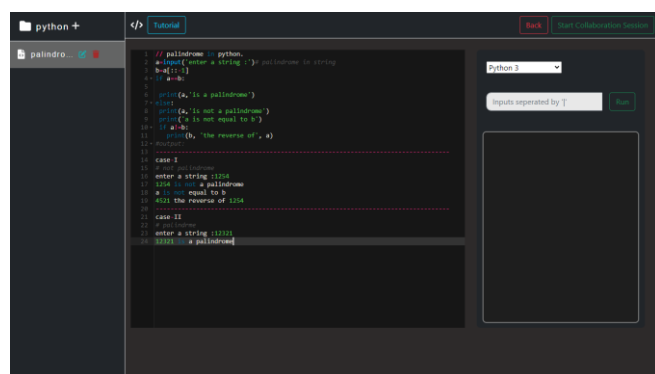 python +
</> Tutorial
Back
Start Collaboration Session
palindro...
1 // palindrome in python.
2 a=input('enter a string :')# palindrome is string
3 b=a[::-1]
4 if a==b:
5
6 print(a,'is a palindrome')
7 else:
8 print(a,'is not a palindrome')
9 print('a is not equal to b')
10 if a!=b:
11 print(b, 'the reverse of', a)
12 #output:
13 --------------------
14 case I
15 # not palindrome
16 enter a string :1254
17 1254 is not a palindrome
18 a is not equal to b
19 4521 the reverse of 1254
20 --------------------
21 case II
22 # palindrme
23 enter a string :12321
24 12321 is a palindrome
Python 3
Inputs seperated by '|'
Run